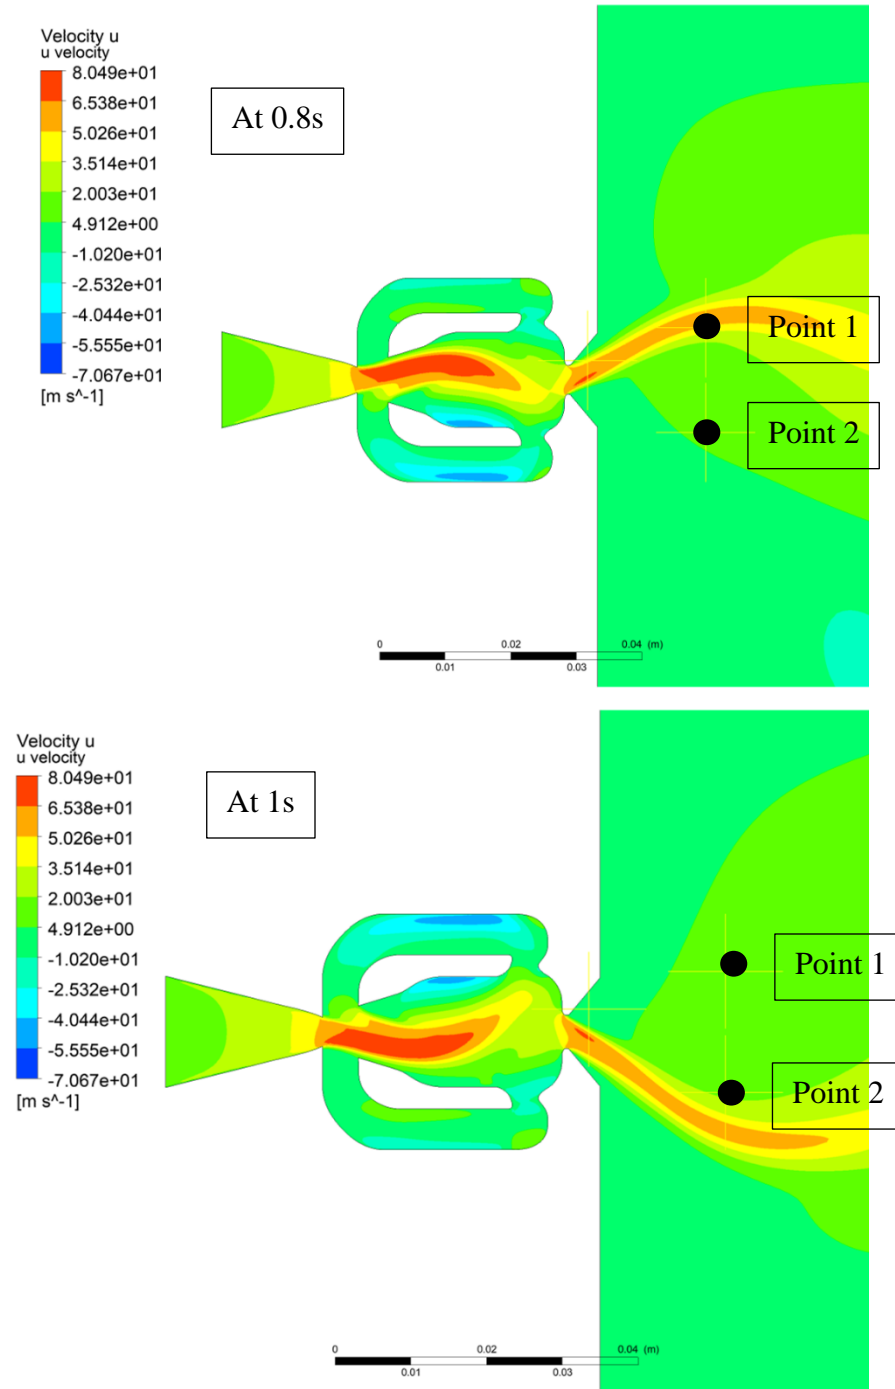 Velocity u
u velocity
8.049e+01
6.538e+01
5.026e+01
3.514e+01
2.003e+01
4.912e+00
-1.020e+01
-2.532e+01
-4.044e+01
-5.555e+01
-7.067e+01
[m s^-1]
At 0.8s
Point 1
Point 2
0 0.02 0.04 (m)
0.01 0.03
Velocity u
u velocity
8.049e+01
6.538e+01
5.026e+01
3.514e+01
2.003e+01
4.912e+00
-1.020e+01
-2.532e+01
-4.044e+01
-5.555e+01
-7.067e+01
[m s^-1]
At 1s
Point 1
Point 2
0 0.02 0.04 (m)
0.01 0.03